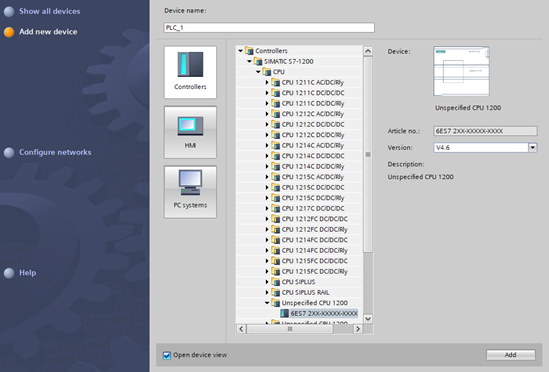 Show all devices
Add new device
Configure networks
Help
Device name:
PLC_1
Controllers
HMI
PC systems
Controllers
SIMATIC S7-1200
CPU
CPU 1211C AC/DC/Rly
CPU 1211C DC/DC/DC
CPU 1211C DC/DC/Rly
CPU 1212C AC/DC/Rly
CPU 1212C DC/DC/DC
CPU 1212C DC/DC/Rly
CPU 1214C AC/DC/Rly
CPU 1214C DC/DC/DC
CPU 1214C DC/DC/Rly
CPU 1215C AC/DC/Rly
CPU 1215C DC/DC/DC
CPU 1215C DC/DC/Rly
CPU 1217C DC/DC/DC
CPU 1212FC DC/DC/DC
CPU 1212FC DC/DC/Rly
CPU 1214FC DC/DC/DC
CPU 1214FC DC/DC/Rly
CPU 1215FC DC/DC/DC
CPU 1215FC DC/DC/Rly
CPU SIPLUS
CPU SIPLUS RAIL
Unspecified CPU 1200
6ES7 2XX-XXXXX-XXXX
Unspecified CPU 1200
Device:
Unspecified CPU 1200
Article no.:
6ES7 2XX-XXXXX-XXXX
Version:
V4.6
Description:
Unspecified CPU 1200
Open device view
Add